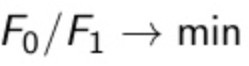 F₀/F₁ → min